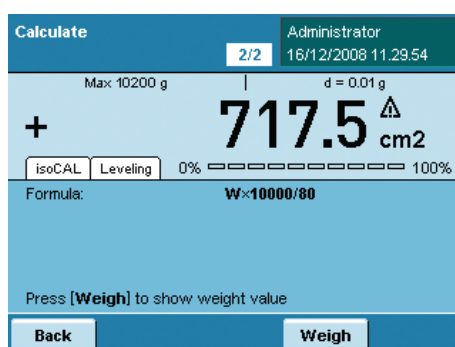 Calculate
Administrator
2/2
16/12/2008 11.29.54
Max 10200 g
d = 0.01 g
+ 717.5 cm2
isoCAL Leveling 0% 100%
Formula: W×10000/80
Press [Weigh] to show weight value
Back Weigh